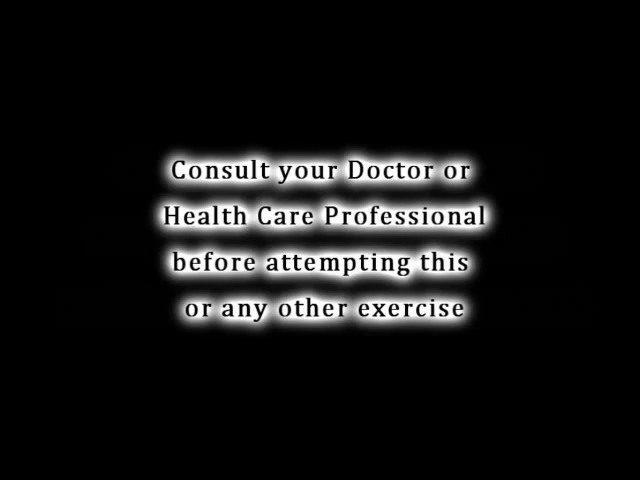 Consult your Doctor or
Health Care Professional
before attempting this
or any other exercise